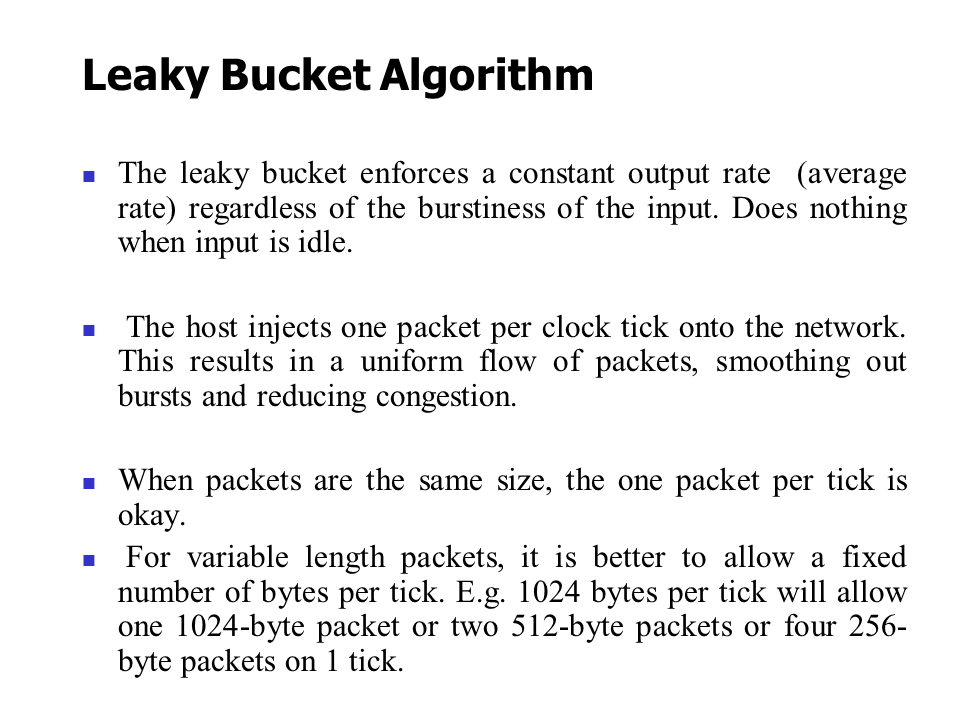 Leaky Bucket Algorithm
The leaky bucket enforces a constant output rate (average
rate) regardless of the burstiness of the input. Does nothing
when input is idle.
The host injects one packet per clock tick onto the network.
This results in a uniform flow of packets, smoothing out
bursts and reducing congestion.
When packets are the same size, the one packet per tick is
okay.
For variable length packets, it is better to allow a fixed
number of bytes per tick. E.g. 1024 bytes per tick will allow
one 1024-byte packet or two 512-byte packets or four 256-
byte packets on 1 tick.